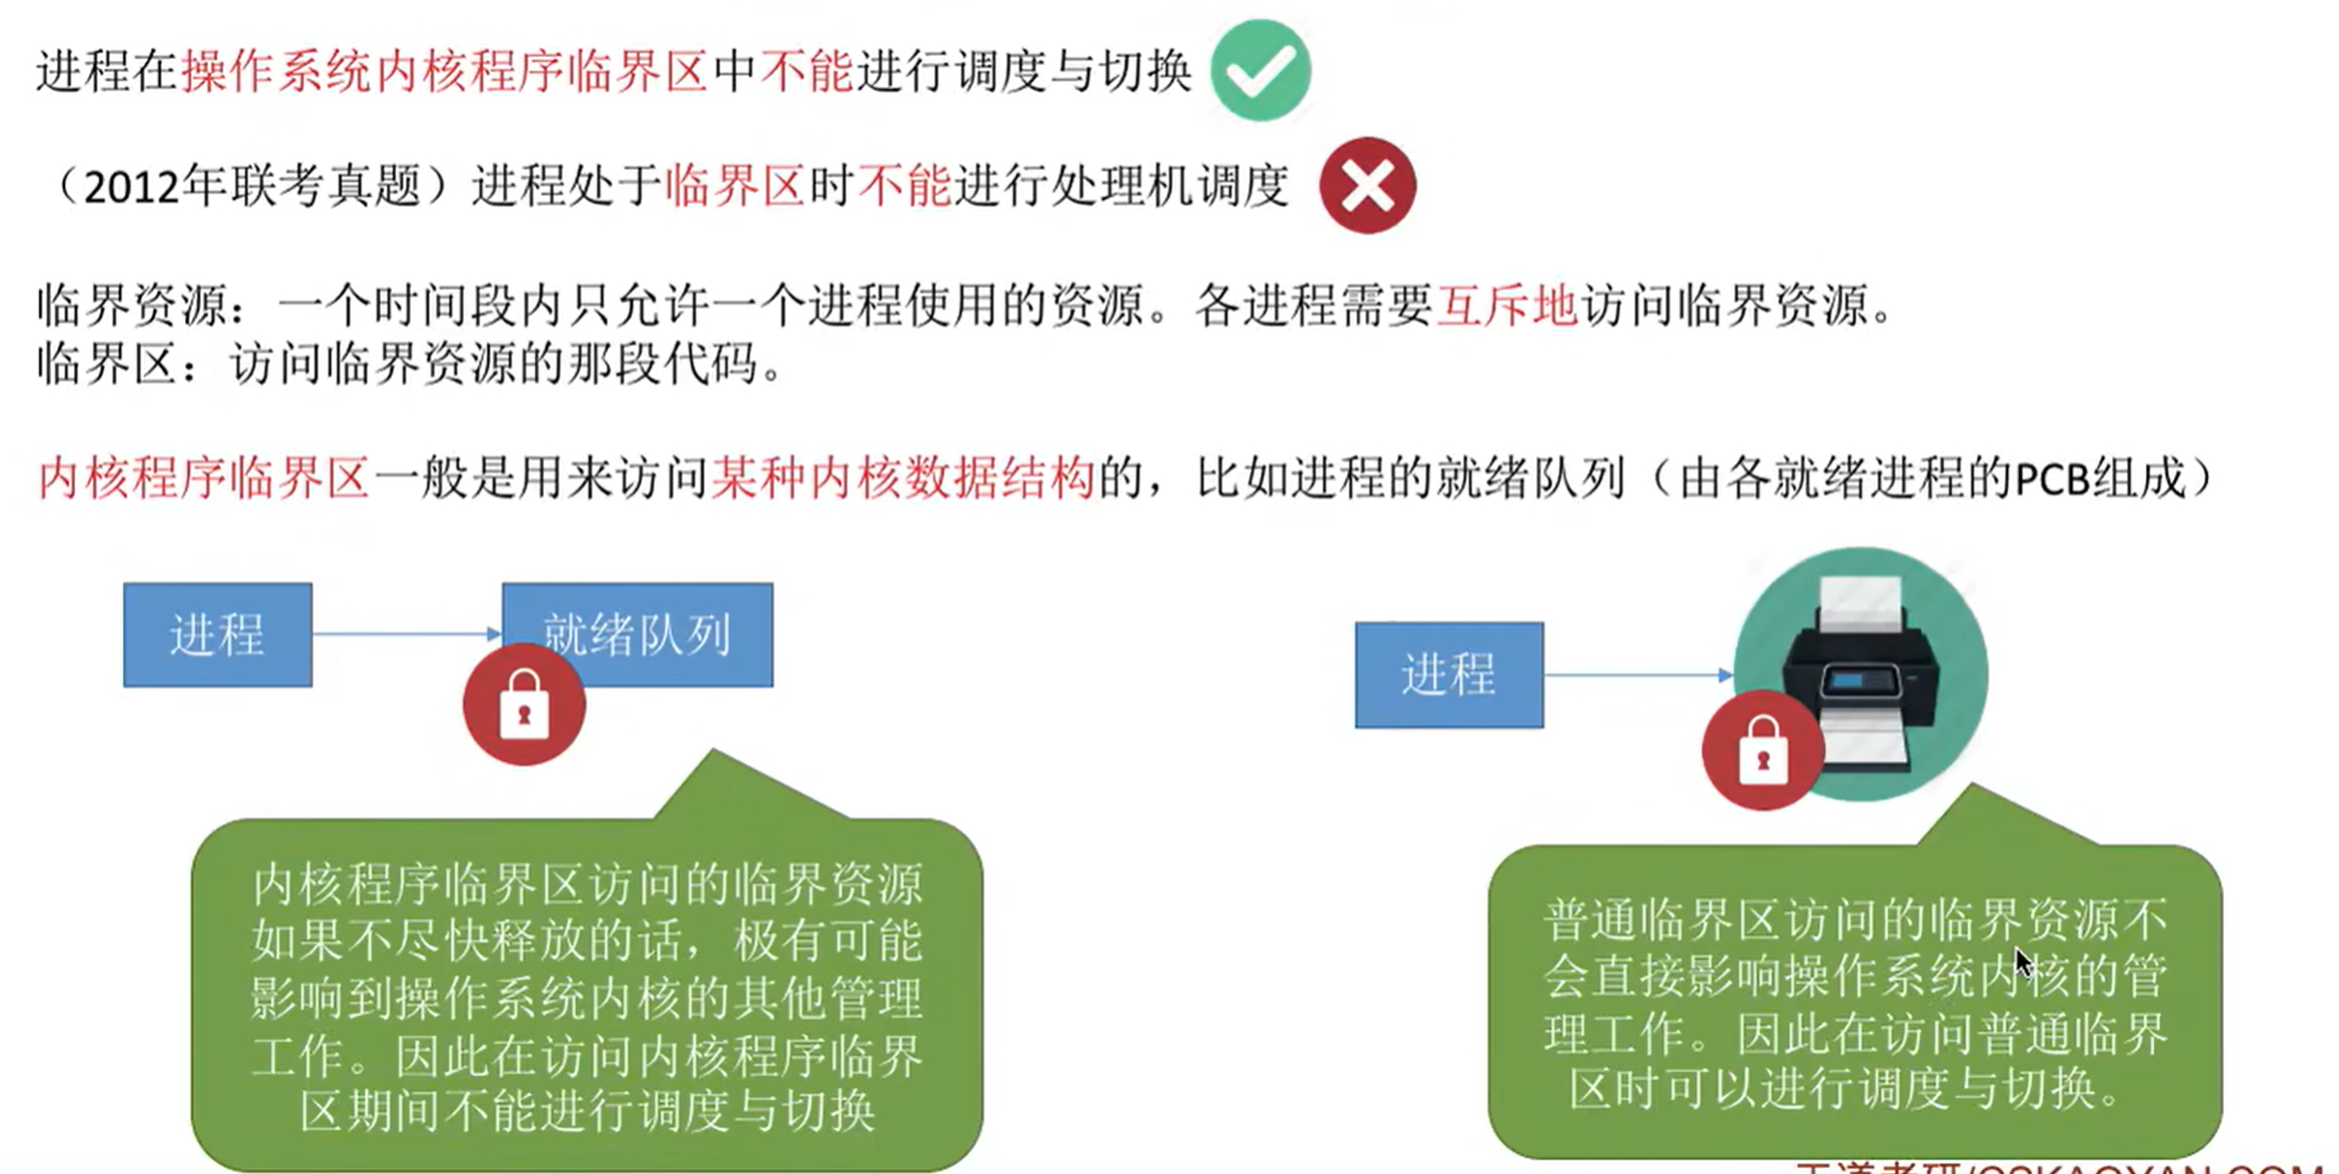 进程在操作系统内核程序临界区中不能进行调度与切换
（2012年联考真题）进程处于临界区时不能进行处理机调度
临界资源：一个时间段内只允许一个进程使用的资源。各进程需要互斥地访问临界资源。
临界区：访问临界资源的那段代码。
内核程序临界区一般是用来访问某种内核数据结构的，比如进程的就绪队列（由各就绪进程的PCB组成）
进程
就绪队列
内核程序临界区访问的临界资源
如果不尽快释放的话，极有可能
影响到操作系统内核的其他管理
工作。因此在访问内核程序临界
区期间不能进行调度与切换
进程
普通临界区访问的临界资源不
会直接影响操作系统内核的管
理工作。因此在访问普通临界
区时可以进行调度与切换。
王道考研/CSKAOYAN.COM